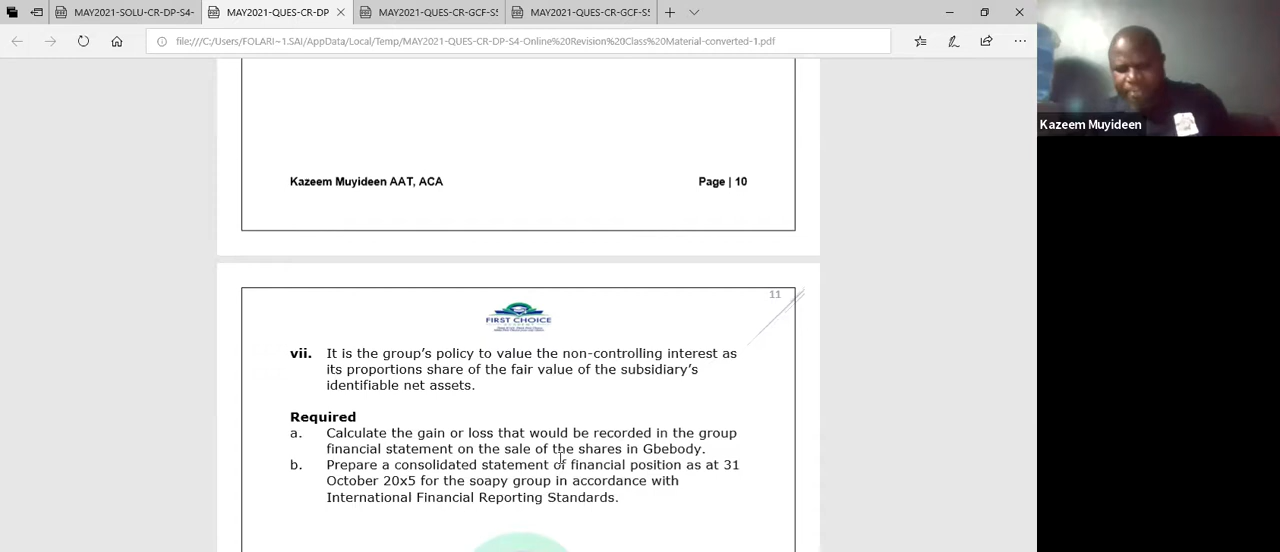 MAY2021-SOLU-CR-DP-S4-
MAY2021-QUES-CR-DP
MAY2021-QUES-CR-GCF-S5
MAY2021-QUES-CR-GCF-S5
file:///C:/Users/FOLARI~1.SAI/AppData/Local/Temp/MAY2021-QUES-CR-DP-S4-Online%20Revision%20Class%20Material-converted-1.pdf
Kazeem Muyideen
Kazeem Muyideen AAT, ACA Page | 10
11
FIRST CHOICE
vii. It is the group's policy to value the non-controlling interest as
its proportions share of the fair value of the subsidiary's
identifiable net assets.
Required
a. Calculate the gain or loss that would be recorded in the group
financial statement on the sale of the shares in Gbebody.
b. Prepare a consolidated statement of financial position as at 31
October 20x5 for the soapy group in accordance with
International Financial Reporting Standards.